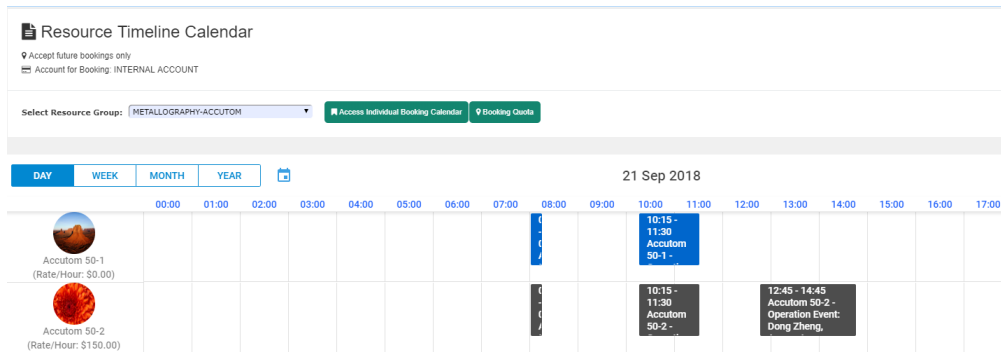 Resource Timeline Calendar
Accept future bookings only
Account for Booking: INTERNAL ACCOUNT
Select Resource Group: METALLOGRAPHY-ACCUTOM Access Individual Booking Calendar Booking Quota
DAY WEEK MONTH YEAR 21 Sep 2018
00:00 01:00 02:00 03:00 04:00 05:00 06:00 07:00 08:00 09:00 10:00 11:00 12:00 13:00 14:00 15:00 16:00 17:00
10:15 -
11:30
Accutom
50-1 -
Accutom 50-1
(Rate/Hour: $0.00)
10:15 -
11:30
Accutom
50-2 -
12:45 - 14:45
Accutom 50-2 -
Operation Event:
Dong Zheng,
Accutom 50-2
(Rate/Hour: $150.00)